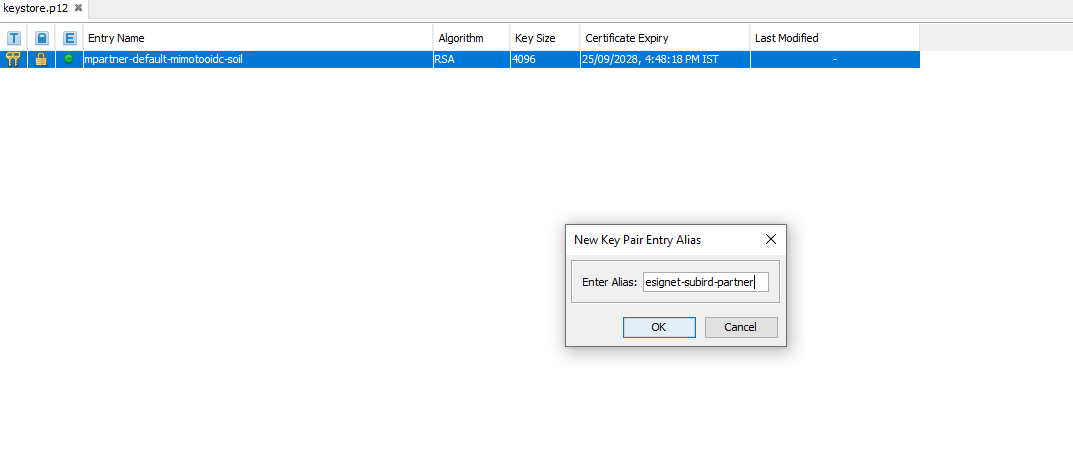 keystore.p12
T E Entry Name Algorithm Key Size Certificate Expiry Last Modified
mpartner-default-mimotooidc-soil RSA 4096 25/09/2028, 4:48:18 PM IST -
New Key Pair Entry Alias
Enter Alias: esignet-subird-partner
OK Cancel